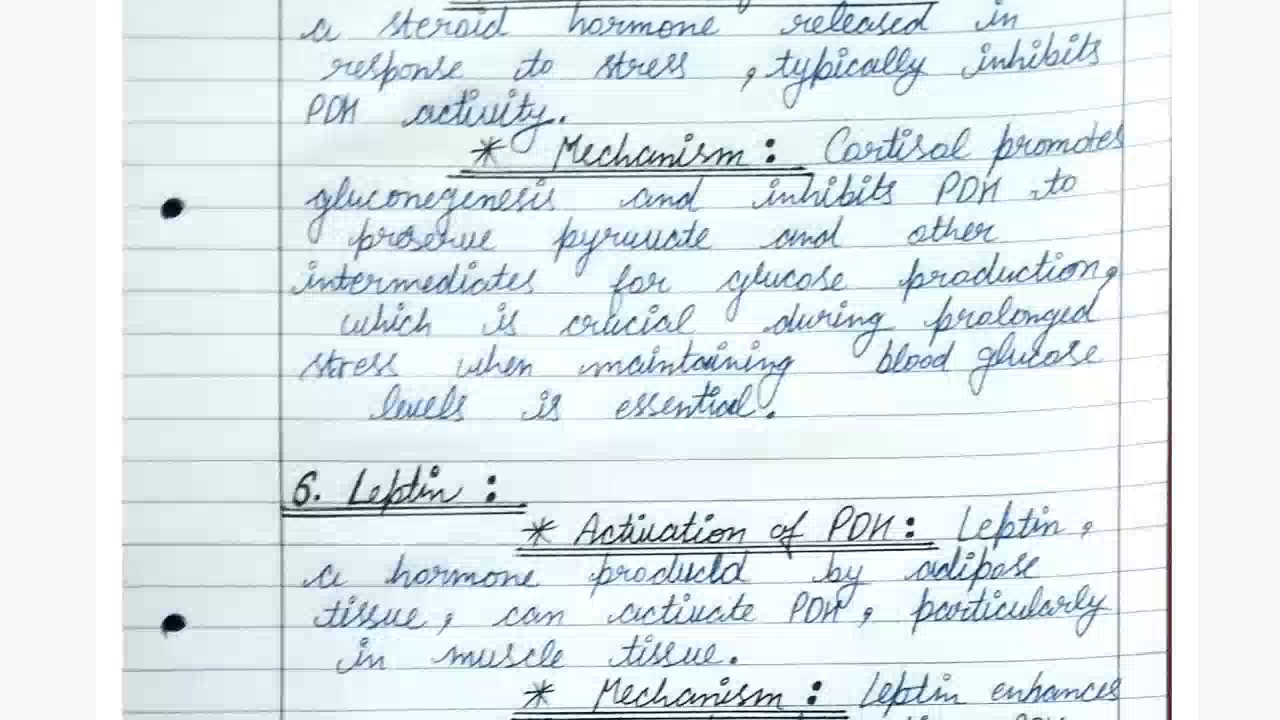 a steroid hormone released in
response to stress, typically inhibits
PDH activity.
* Mechanism : Cortisol promotes
gluconegenesis and inhibits PDH to
preserve pyruvate and other
intermediates for glucose production,
which is crucial during prolonged
stress when maintaining blood glucose
levels is essential.
6. Leptin :
* Activation of PDH : Leptin,
a hormone produced by adipose
tissue, can activate PDH, particularly
in muscle tissue.
* Mechanism : Leptin enhances